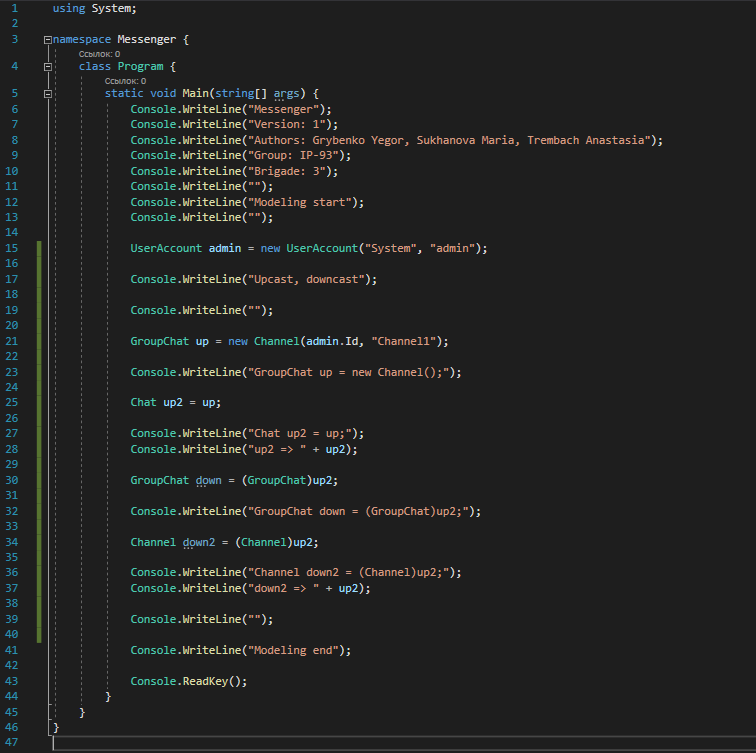 1 using System;
2
3 namespace Messenger {
Ссылок: 0
4 class Program {
Ссылок: 0
5 static void Main(string[] args) {
6 Console.WriteLine("Messenger");
7 Console.WriteLine("Version: 1");
8 Console.WriteLine("Authors: Grybenko Yegor, Sukhanova Maria, Trembach Anastasia");
9 Console.WriteLine("Group: IP-93");
10 Console.WriteLine("Brigade: 3");
11 Console.WriteLine("");
12 Console.WriteLine("Modeling start");
13 Console.WriteLine("");
14
15 UserAccount admin = new UserAccount("System", "admin");
16
17 Console.WriteLine("Upcast, downcast");
18
19 Console.WriteLine("");
20
21 GroupChat up = new Channel(admin.Id, "Channel1");
22
23 Console.WriteLine("GroupChat up = new Channel();");
24
25 Chat up2 = up;
26
27 Console.WriteLine("Chat up2 = up;");
28 Console.WriteLine("up2 => " + up2);
29
30 GroupChat down = (GroupChat)up2;
31
32 Console.WriteLine("GroupChat down = (GroupChat)up2;");
33
34 Channel down2 = (Channel)up2;
35
36 Console.WriteLine("Channel down2 = (Channel)up2;");
37 Console.WriteLine("down2 => " + up2);
38
39 Console.WriteLine("");
40
41 Console.WriteLine("Modeling end");
42
43 Console.ReadKey();
44 }
45 }
46 }
47